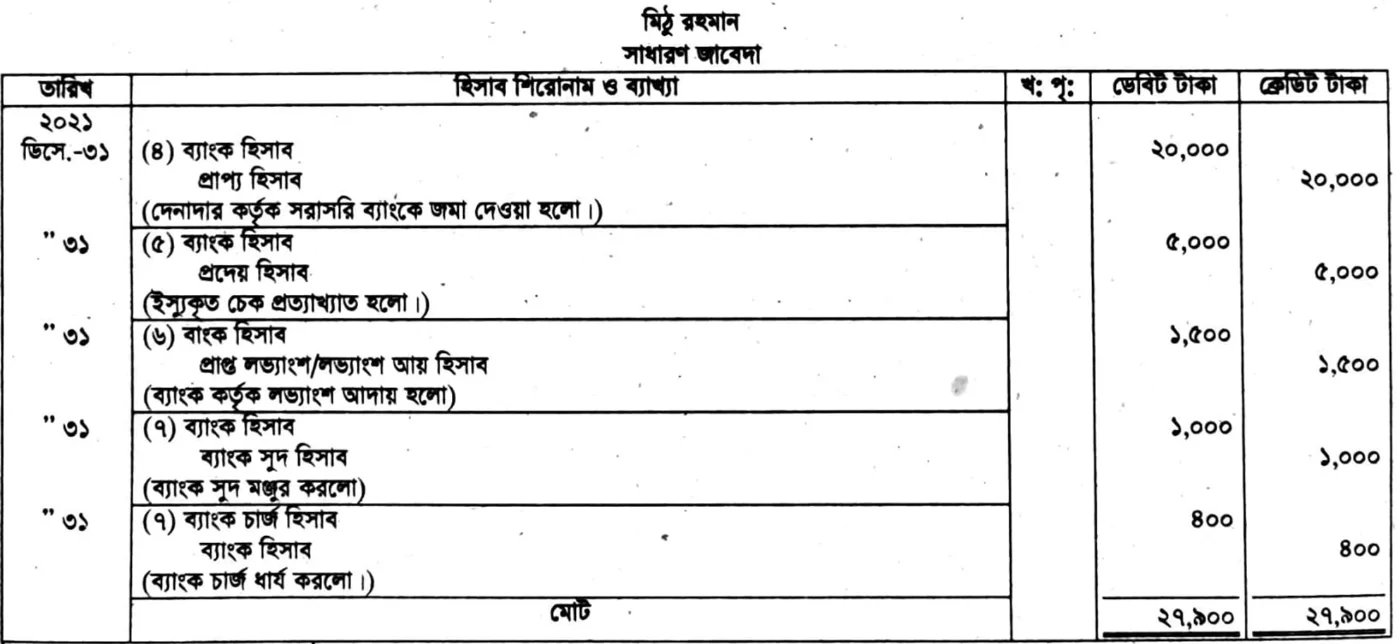 মিঠু রহমান
সাধারণ জাবেদা
তারিখ হিসাব শিরোনাম ও ব্যাখ্যা খ: পৃ: ডেবিট টাকা ক্রেডিট টাকা
২০২১
ডিসে.-৩১ (৪) ব্যাংক হিসাব ২০,০০০
প্রাপ্য হিসাব ২০,০০০
(দেনাদার কর্তৃক সরাসরি ব্যাংকে জমা দেওয়া হলো।)
" ৩১ (৫) ব্যাংক হিসাব ৫,০০০
প্রদেয় হিসাব ৫,০০০
(ইস্যুকৃত চেক প্রত্যাখ্যাত হলো।)
" ৩১ (৬) বাংক হিসাব ১,৫০০
প্রাপ্ত লভ্যাংশ/লভ্যাংশ আয় হিসাব ১,৫০০
(ব্যাংক কর্তৃক লভ্যাংশ আদায় হলো)
" ৩১ (৭) ব্যাংক হিসাব ১,০০০
ব্যাংক সুদ হিসাব ১,০০০
(ব্যাংক সুদ মঞ্জুর করলো)
" ৩১ (৭) ব্যাংক চার্জ হিসাব ৪০০
ব্যাংক হিসাব ৪০০
(ব্যাংক চার্জ ধার্য করলো।)
মোট ২৭,৯০০ ২৭,৯০০